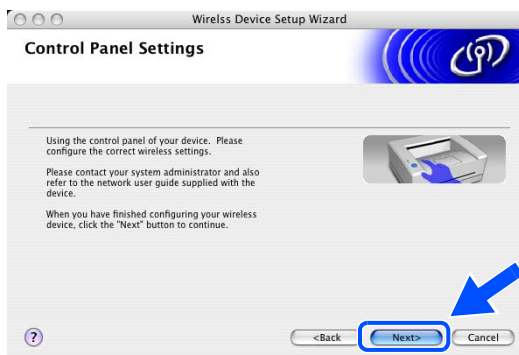 Wirelss Device Setup Wizard
Control Panel Settings
Using the control panel of your device. Please
configure the correct wireless settings.
Please contact your system administrator and also
refer to the network user guide supplied with the
device.
When you have finished configuring your wireless
device, click the "Next" button to continue.
? <Back Next> Cancel